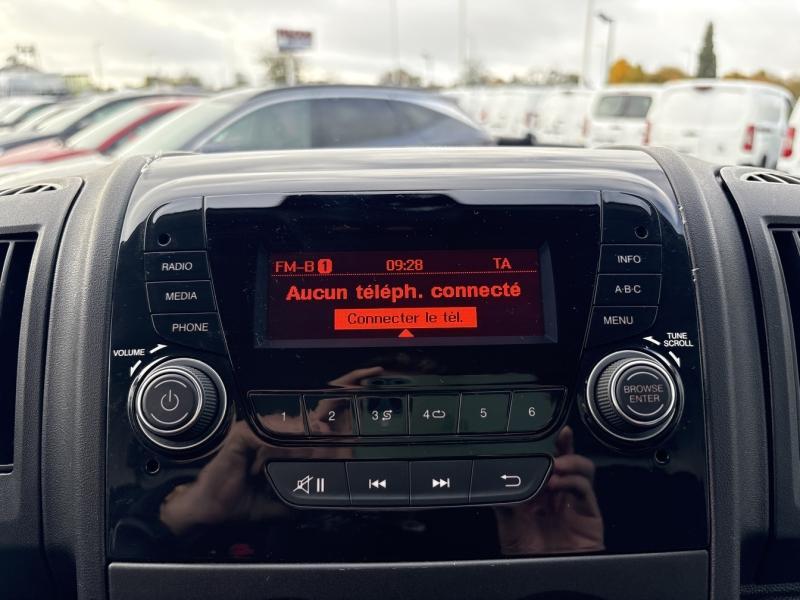 FM-B 1 09:28 TA
Aucun téléph. connecté
Connecter le tél.
RADIO
MEDIA
PHONE
INFO
A·B·C
MENU
VOLUME
TUNE
SCROLL
BROWSE
ENTER
1 2 3 4 5 6